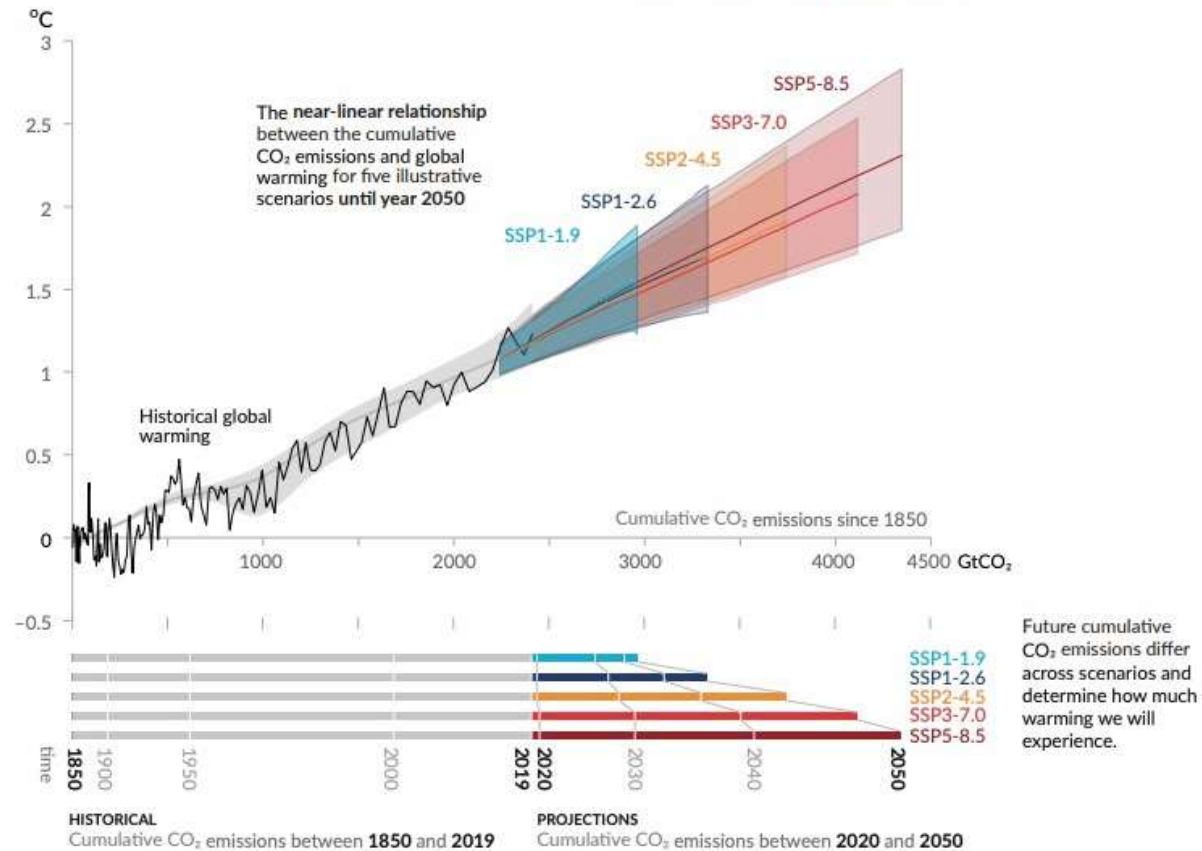 °C
3
SSP5-8.5
The near-linear relationship
between the cumulative
CO₂ emissions and global
warming for five illustrative
scenarios until year 2050
2.5
SSP3-7.0
SSP2-4.5
2
SSP1-2.6
SSP1-1.9
1.5
1
Historical global
warming
0.5
Cumulative CO₂ emissions since 1850
0
1000
2000
3000
4000
4500 GtCO₂
−0.5
Future cumulative
CO₂ emissions differ
across scenarios and
determine how much
warming we will
experience.
SSP1-1.9
SSP1-2.6
SSP2-4.5
SSP3-7.0
SSP5-8.5
time
1850
1900
1950
2000
2019
2020
2030
2040
2050
HISTORICAL
Cumulative CO₂ emissions between 1850 and 2019
PROJECTIONS
Cumulative CO₂ emissions between 2020 and 2050